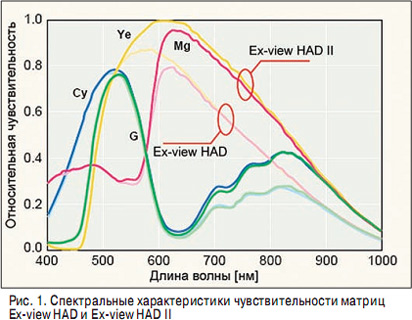 Относительная чувствительность
1.0
0.8
0.6
0.4
0.2
0.0
Ye
Mg
Cy
G
Ex-view HAD II
Ex-view HAD
400 500 600 700 800 900 1000
Длина волны [нм]
Рис. 1. Спектральные характеристики чувствительности матриц
Ex-view HAD и Ex-view HAD II